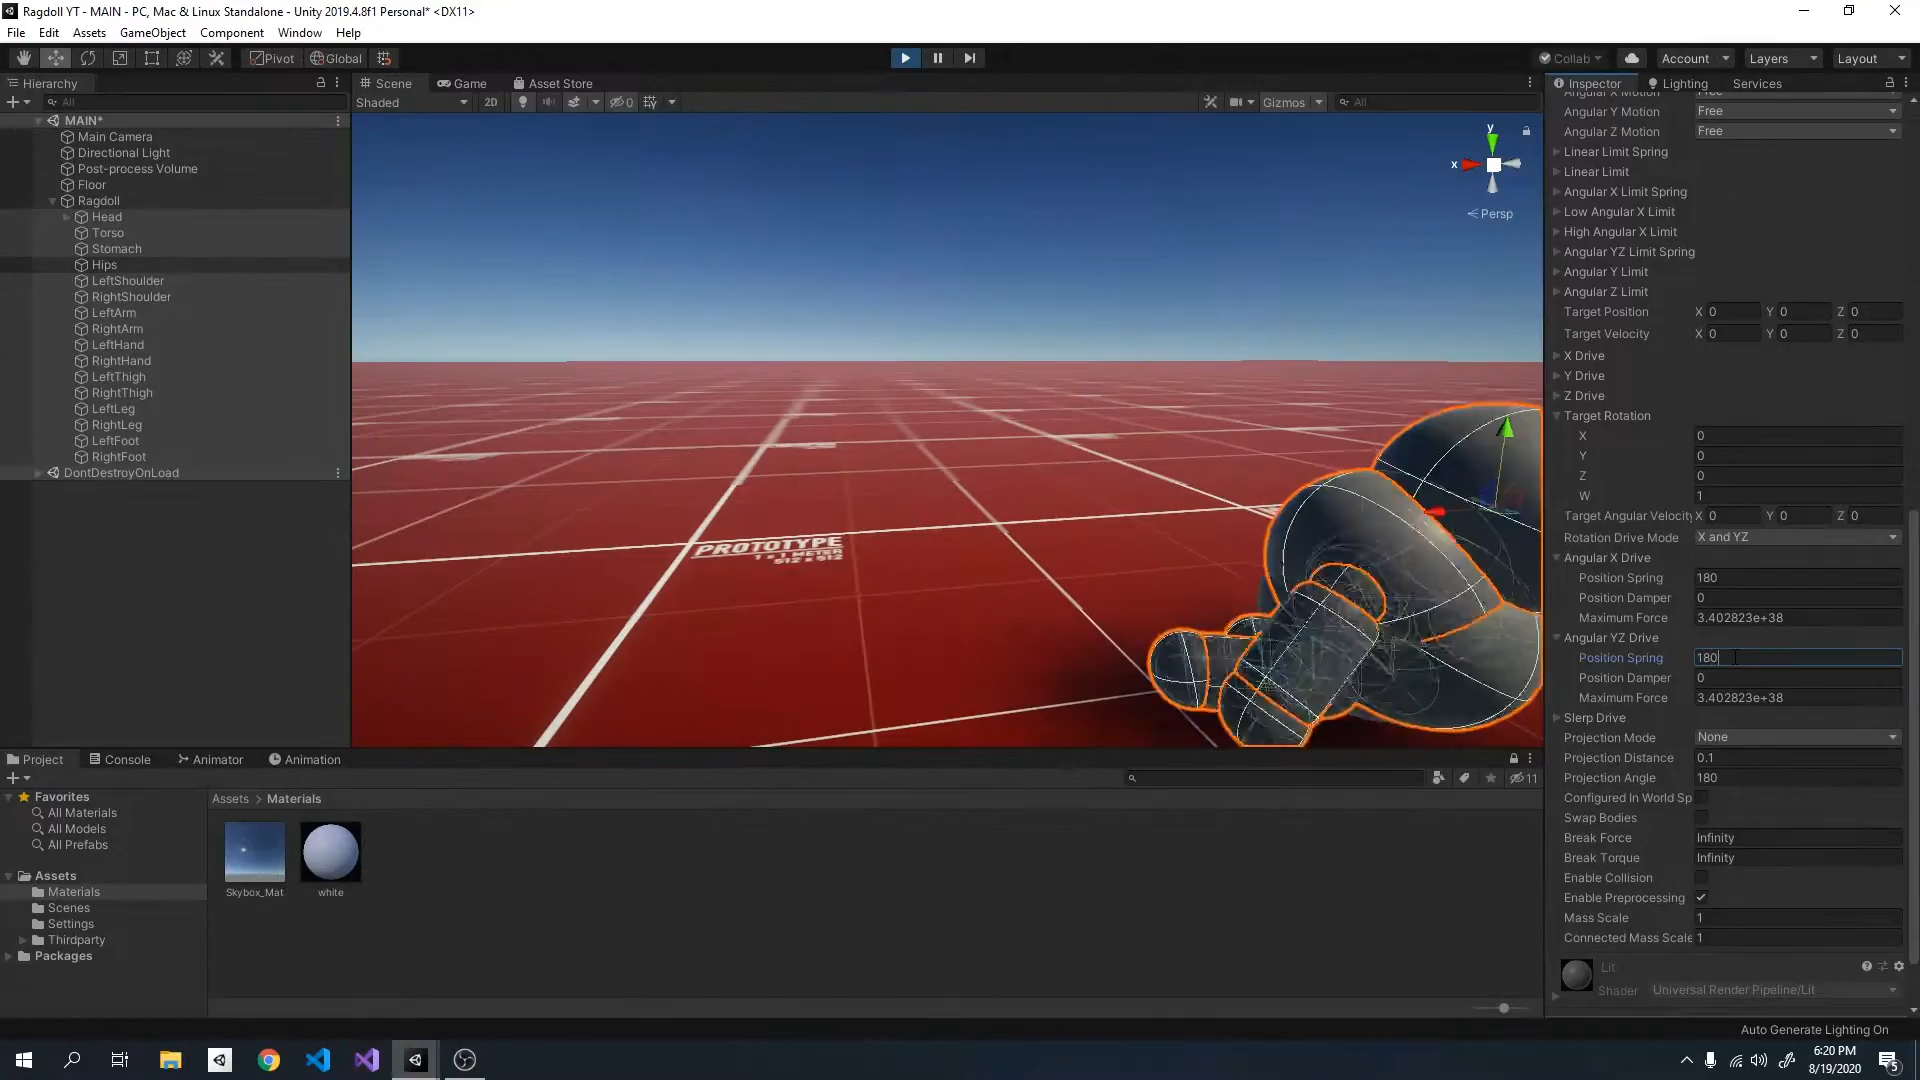 Ragdoll YT - MAIN - PC, Mac & Linux Standalone - Unity 2019.4.8f1 Personal* <DX11>
File Edit Assets GameObject Component Window Help
Pivot Global Collab Account Layers Layout
Hierarchy
All
MAIN*
Main Camera
Directional Light
Post-process Volume
Floor
Ragdoll
Head
Torso
Stomach
Hips
LeftShoulder
RightShoulder
LeftArm
RightArm
LeftHand
RightHand
LeftThigh
RightThigh
LeftLeg
RightLeg
LeftFoot
RightFoot
DontDestroyOnLoad
Scene Game Asset Store
Shaded 2D 0 Gizmos All
y
x
Persp
PROTOTYPE
1 * 1 METER
512 x 512
Inspector Lighting Services
Angular X Motion Free
Angular Y Motion Free
Angular Z Motion Free
Linear Limit Spring
Linear Limit
Angular X Limit Spring
Low Angular X Limit
High Angular X Limit
Angular YZ Limit Spring
Angular Y Limit
Angular Z Limit
Target Position X 0 Y 0 Z 0
Target Velocity X 0 Y 0 Z 0
X Drive
Y Drive
Z Drive
Target Rotation
X 0
Y 0
Z 0
W 1
Target Angular Velocity X 0 Y 0 Z 0
Rotation Drive Mode X and YZ
Angular X Drive
Position Spring 180
Position Damper 0
Maximum Force 3.402823e+38
Angular YZ Drive
Position Spring 180
Position Damper 0
Maximum Force 3.402823e+38
Slerp Drive
Projection Mode None
Projection Distance 0.1
Projection Angle 180
Configured In World Sp
Swap Bodies
Break Force Infinity
Break Torque Infinity
Enable Collision
Enable Preprocessing
Mass Scale 1
Connected Mass Scale 1
Lit
Shader Universal Render Pipeline/Lit
Project Console Animator Animation
11
Favorites
All Materials
All Models
All Prefabs
Assets
Materials
Scenes
Settings
Thirdparty
Packages
Assets > Materials
Skybox_Mat white
Auto Generate Lighting On
6:20 PM
8/19/2020
5